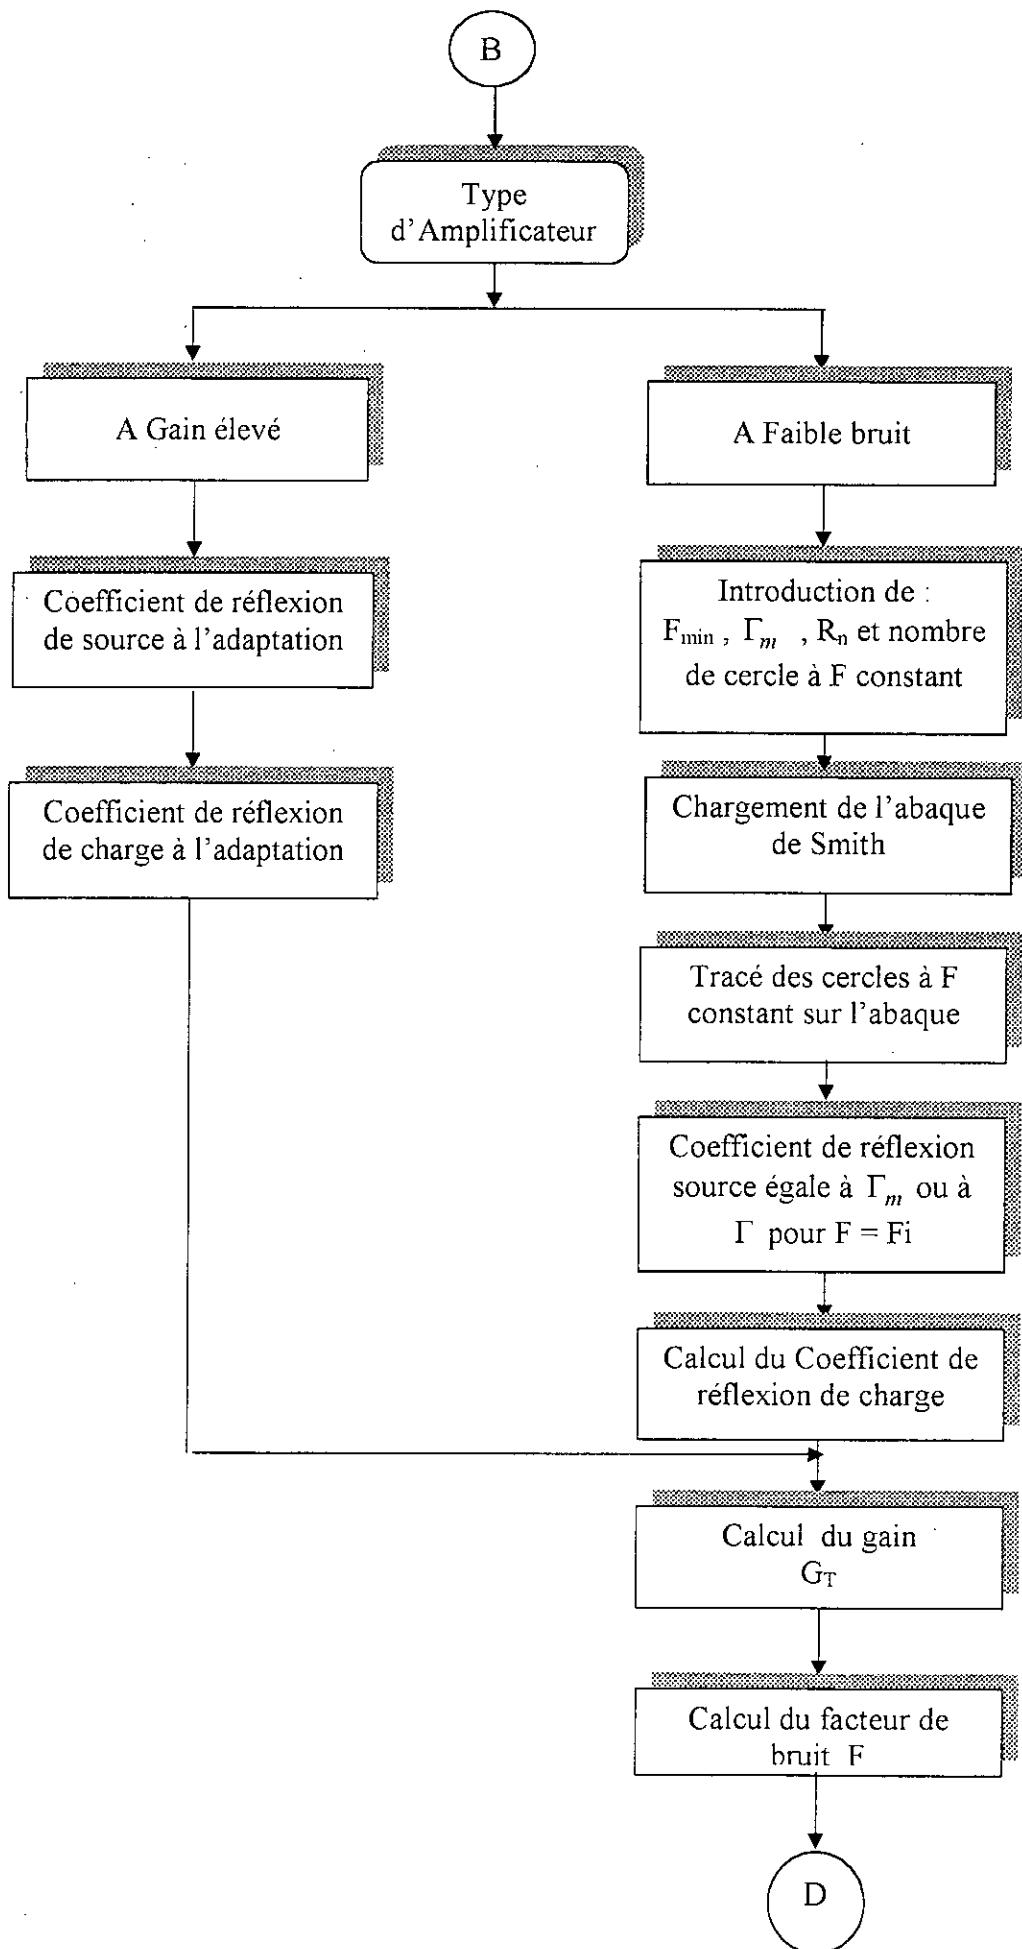 B
Type
d'Amplificateur
A Gain élevé
Coefficient de réflexion
de source à l'adaptation
Coefficient de réflexion
de charge à l'adaptation
A Faible bruit
Introduction de :
Fmin , Γm , Rn et nombre
de cercle à F constant
Chargement de l'abaque
de Smith
Tracé des cercles à F
constant sur l'abaque
Coefficient de réflexion
source égale à Γm ou à
Γ pour F = Fi
Calcul du Coefficient de
réflexion de charge
Calcul du gain
GT
Calcul du facteur de
bruit F
D